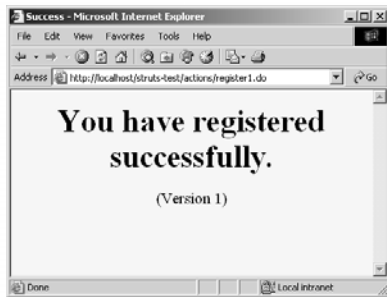 Success - Microsoft Internet Explorer
File Edit View Favorites Tools Help
Address http://localhost/struts-test/actions/register1.do Go
You have registered
successfully.
(Version 1)
Done Local intranet